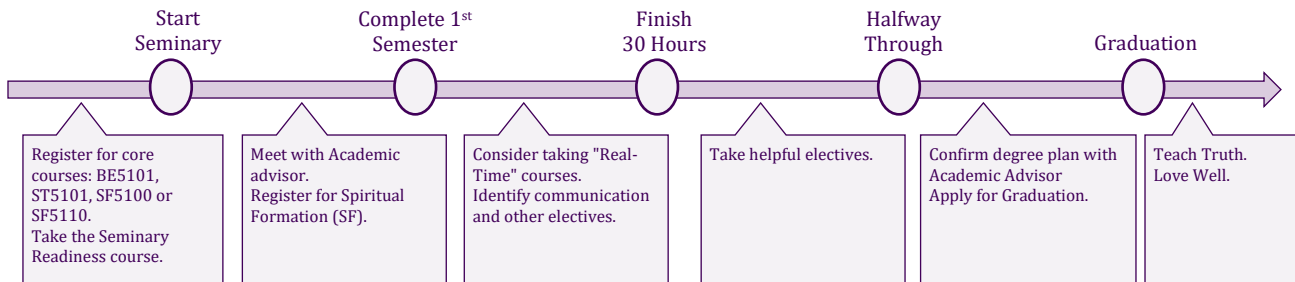 Start
Seminary
Complete 1st
Semester
Finish
30 Hours
Halfway
Through
Graduation
Register for core
courses: BE5101,
ST5101, SF5100 or
SF5110.
Take the Seminary
Readiness course.
Meet with Academic
advisor.
Register for Spiritual
Formation (SF).
Consider taking "Real-
Time" courses.
Identify communication
and other electives.
Take helpful electives.
Confirm degree plan with
Academic Advisor
Apply for Graduation.
Teach Truth.
Love Well.